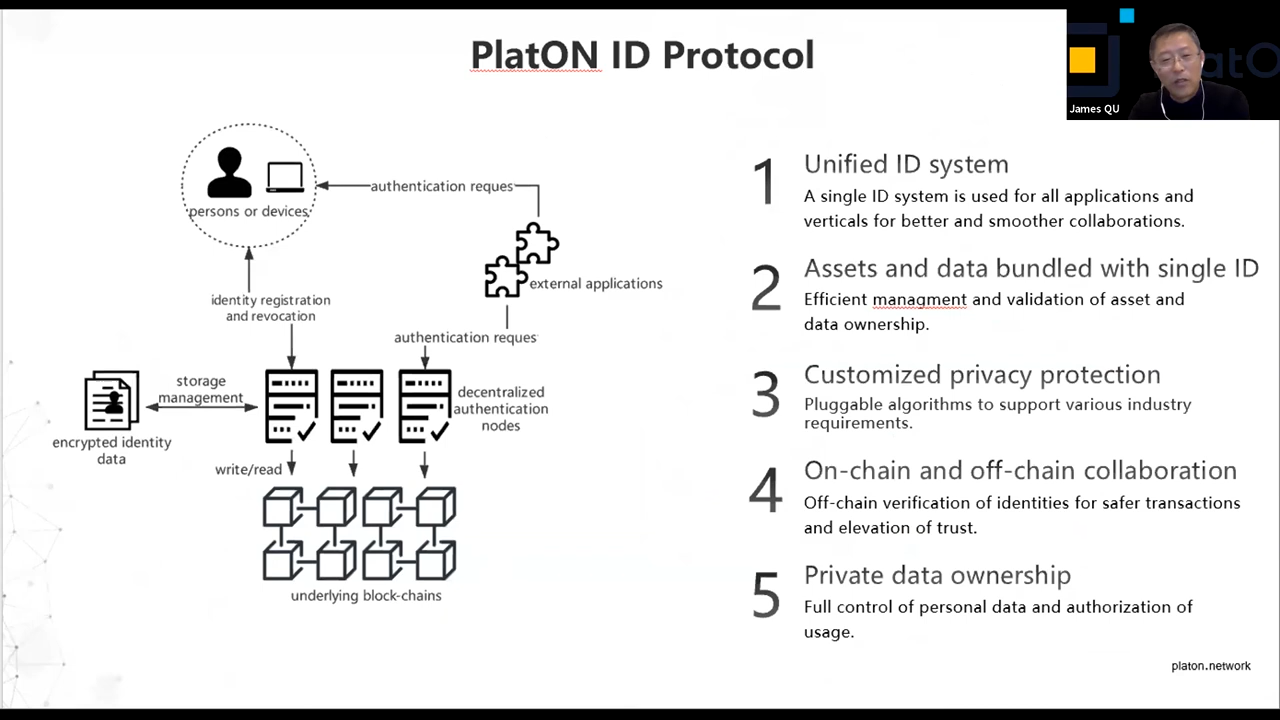 PlatON ID Protocol
atO
James QU
persons or devices
authentication reques
external applications
identity registration
and revocation
authentication reques
storage
management
decentralized
authentication
nodes
encrypted identity
data
write/read
underlying block-chains
1
Unified ID system
A single ID system is used for all applications and
verticals for better and smoother collaborations.
2
Assets and data bundled with single ID
Efficient managment and validation of asset and
data ownership.
3
Customized privacy protection
Pluggable algorithms to support various industry
requirements.
4
On-chain and off-chain collaboration
Off-chain verification of identities for safer transactions
and elevation of trust.
5
Private data ownership
Full control of personal data and authorization of
usage.
platon.network